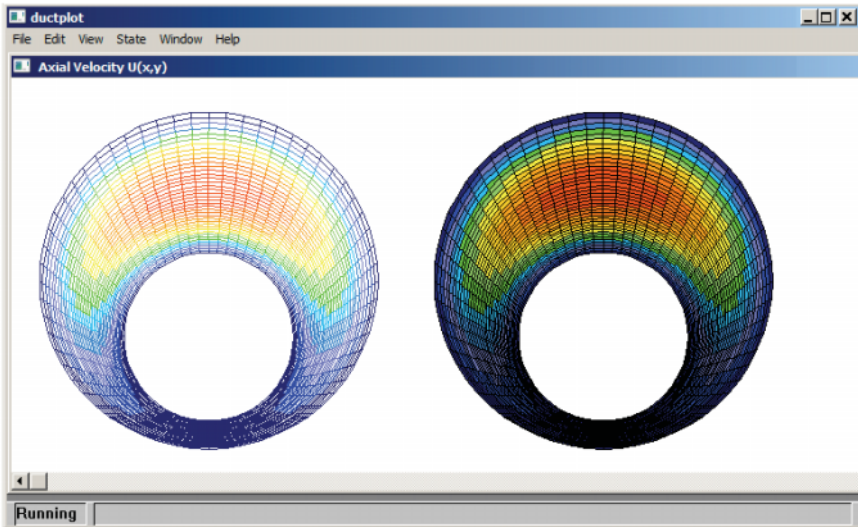 ductplot
File Edit View State Window Help
Axial Velocity U(x,y)
Running